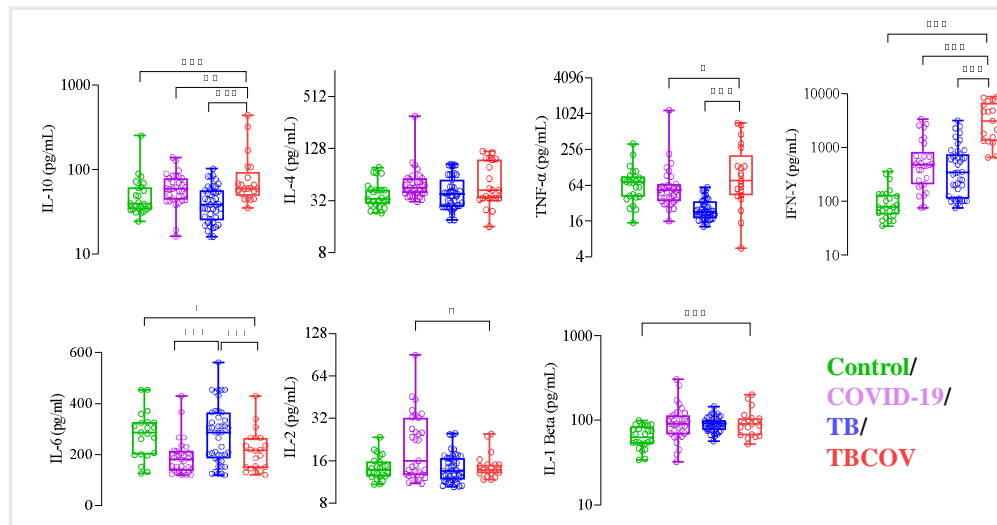 IL-10 (pg/mL)
1000
100
10
IL-4 (pg/mL)
512
128
32
8
TNF-α (pg/mL)
4096
1024
256
64
16
4
IFN-Y (pg/mL)
10000
1000
100
10
IL-6 (pg/ml)
600
400
200
0
IL-2 (pg/mL)
128
64
32
16
8
IL-1 Beta (pg/mL)
1000
100
10
Control/
COVID-19/
TB/
TBCOV